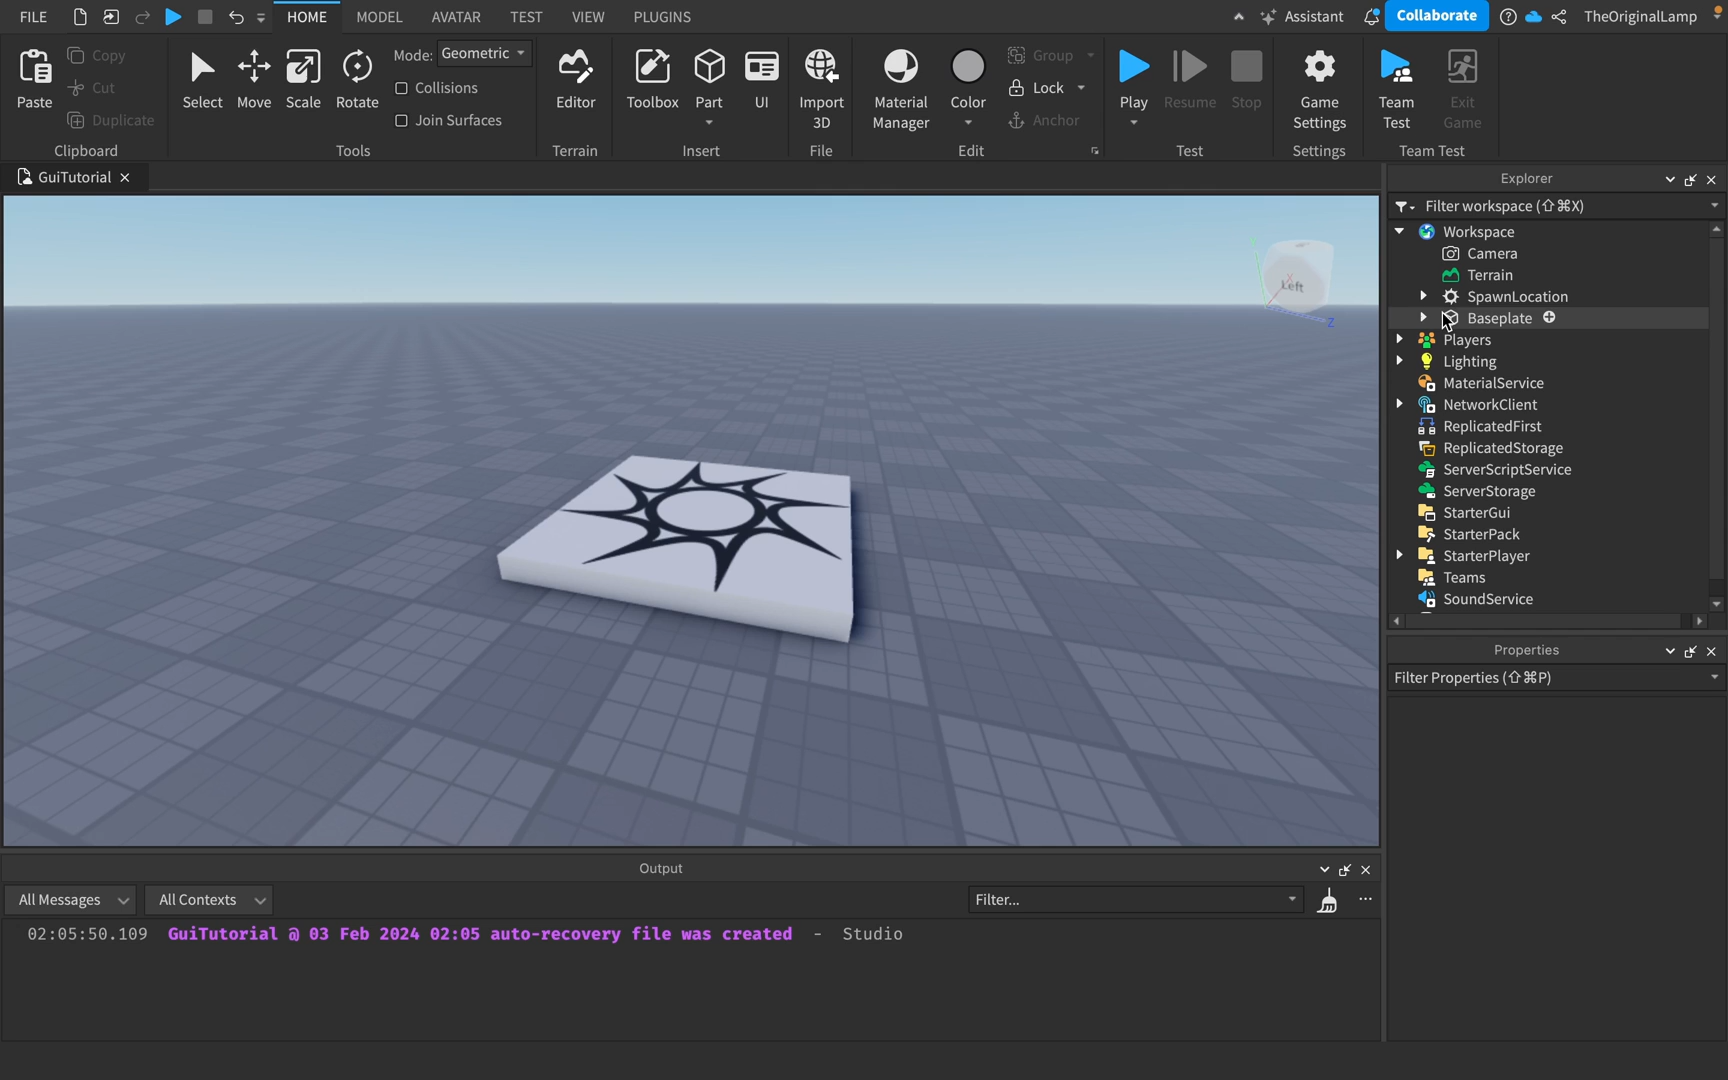 FILE HOME MODEL AVATAR TEST VIEW PLUGINS Assistant Collaborate TheOriginalLamp
Paste
Copy
Cut
Duplicate
Clipboard
Select Move Scale Rotate
Mode: Geometric
Collisions
Join Surfaces
Tools
Editor
Terrain
Toolbox Part UI
Insert
Import
3D
File
Material
Manager
Color
Group
Lock
Anchor
Edit
Play Resume Stop
Test
Game
Settings
Settings
Team
Test
Exit
Game
Team Test
GuiTutorial
Left
Y
X
Z
Explorer
Filter workspace (⇧⌘X)
Workspace
Camera
Terrain
SpawnLocation
Baseplate
Players
Lighting
MaterialService
NetworkClient
ReplicatedFirst
ReplicatedStorage
ServerScriptService
ServerStorage
StarterGui
StarterPack
StarterPlayer
Teams
SoundService
Properties
Filter Properties (⇧⌘P)
Output
All Messages All Contexts Filter...
02:05:50.109 GuiTutorial @ 03 Feb 2024 02:05 auto-recovery file was created - Studio